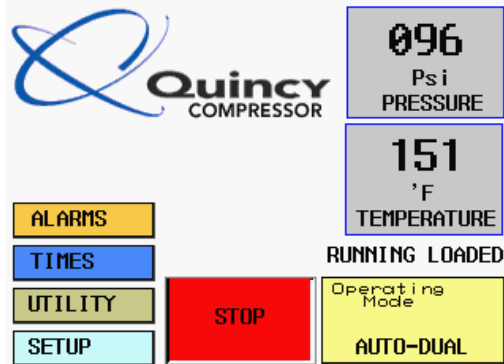 Quincy
COMPRESSOR
096
Psi
PRESSURE
151
'F
TEMPERATURE
RUNNING LOADED
ALARMS
TIMES
UTILITY
SETUP
STOP
Operating
Mode
AUTO-DUAL